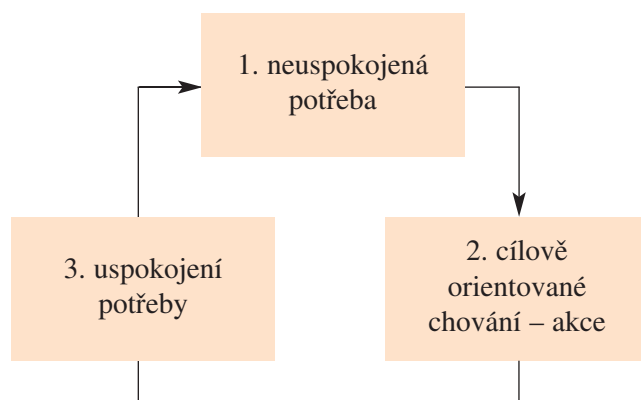 1. neuspokojená
potřeba
2. cílově
orientované
chování – akce
3. uspokojení
potřeby